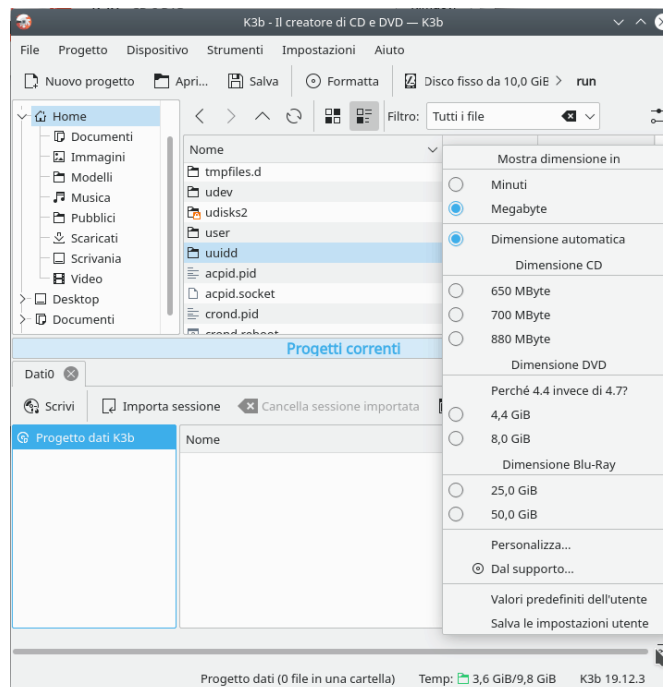 K3b - Il creatore di CD e DVD — K3b
File Progetto Dispositivo Strumenti Impostazioni Aiuto
Nuovo progetto Apri... Salva Formatta Disco fisso da 10,0 GiB > run
Home
Documenti
Immagini
Modelli
Musica
Pubblici
Scaricati
Scrivania
Video
Desktop
Documenti
Filtro: Tutti i file
Nome
tmpfiles.d
udev
udisks2
user
uuidd
acpid.pid
acpid.socket
crond.pid
crond.reboot
Progetti correnti
Dati0
Scrivi Importa sessione Cancella sessione importata
Progetto dati K3b
Nome
Mostra dimensione in
Minuti
Megabyte
Dimensione automatica
Dimensione CD
650 MByte
700 MByte
880 MByte
Dimensione DVD
Perché 4.4 invece di 4.7?
4,4 GiB
8,0 GiB
Dimensione Blu-Ray
25,0 GiB
50,0 GiB
Personalizza...
Dal supporto...
Valori predefiniti dell'utente
Salva le impostazioni utente
Progetto dati (0 file in una cartella) Temp: 3,6 GiB/9,8 GiB K3b 19.12.3